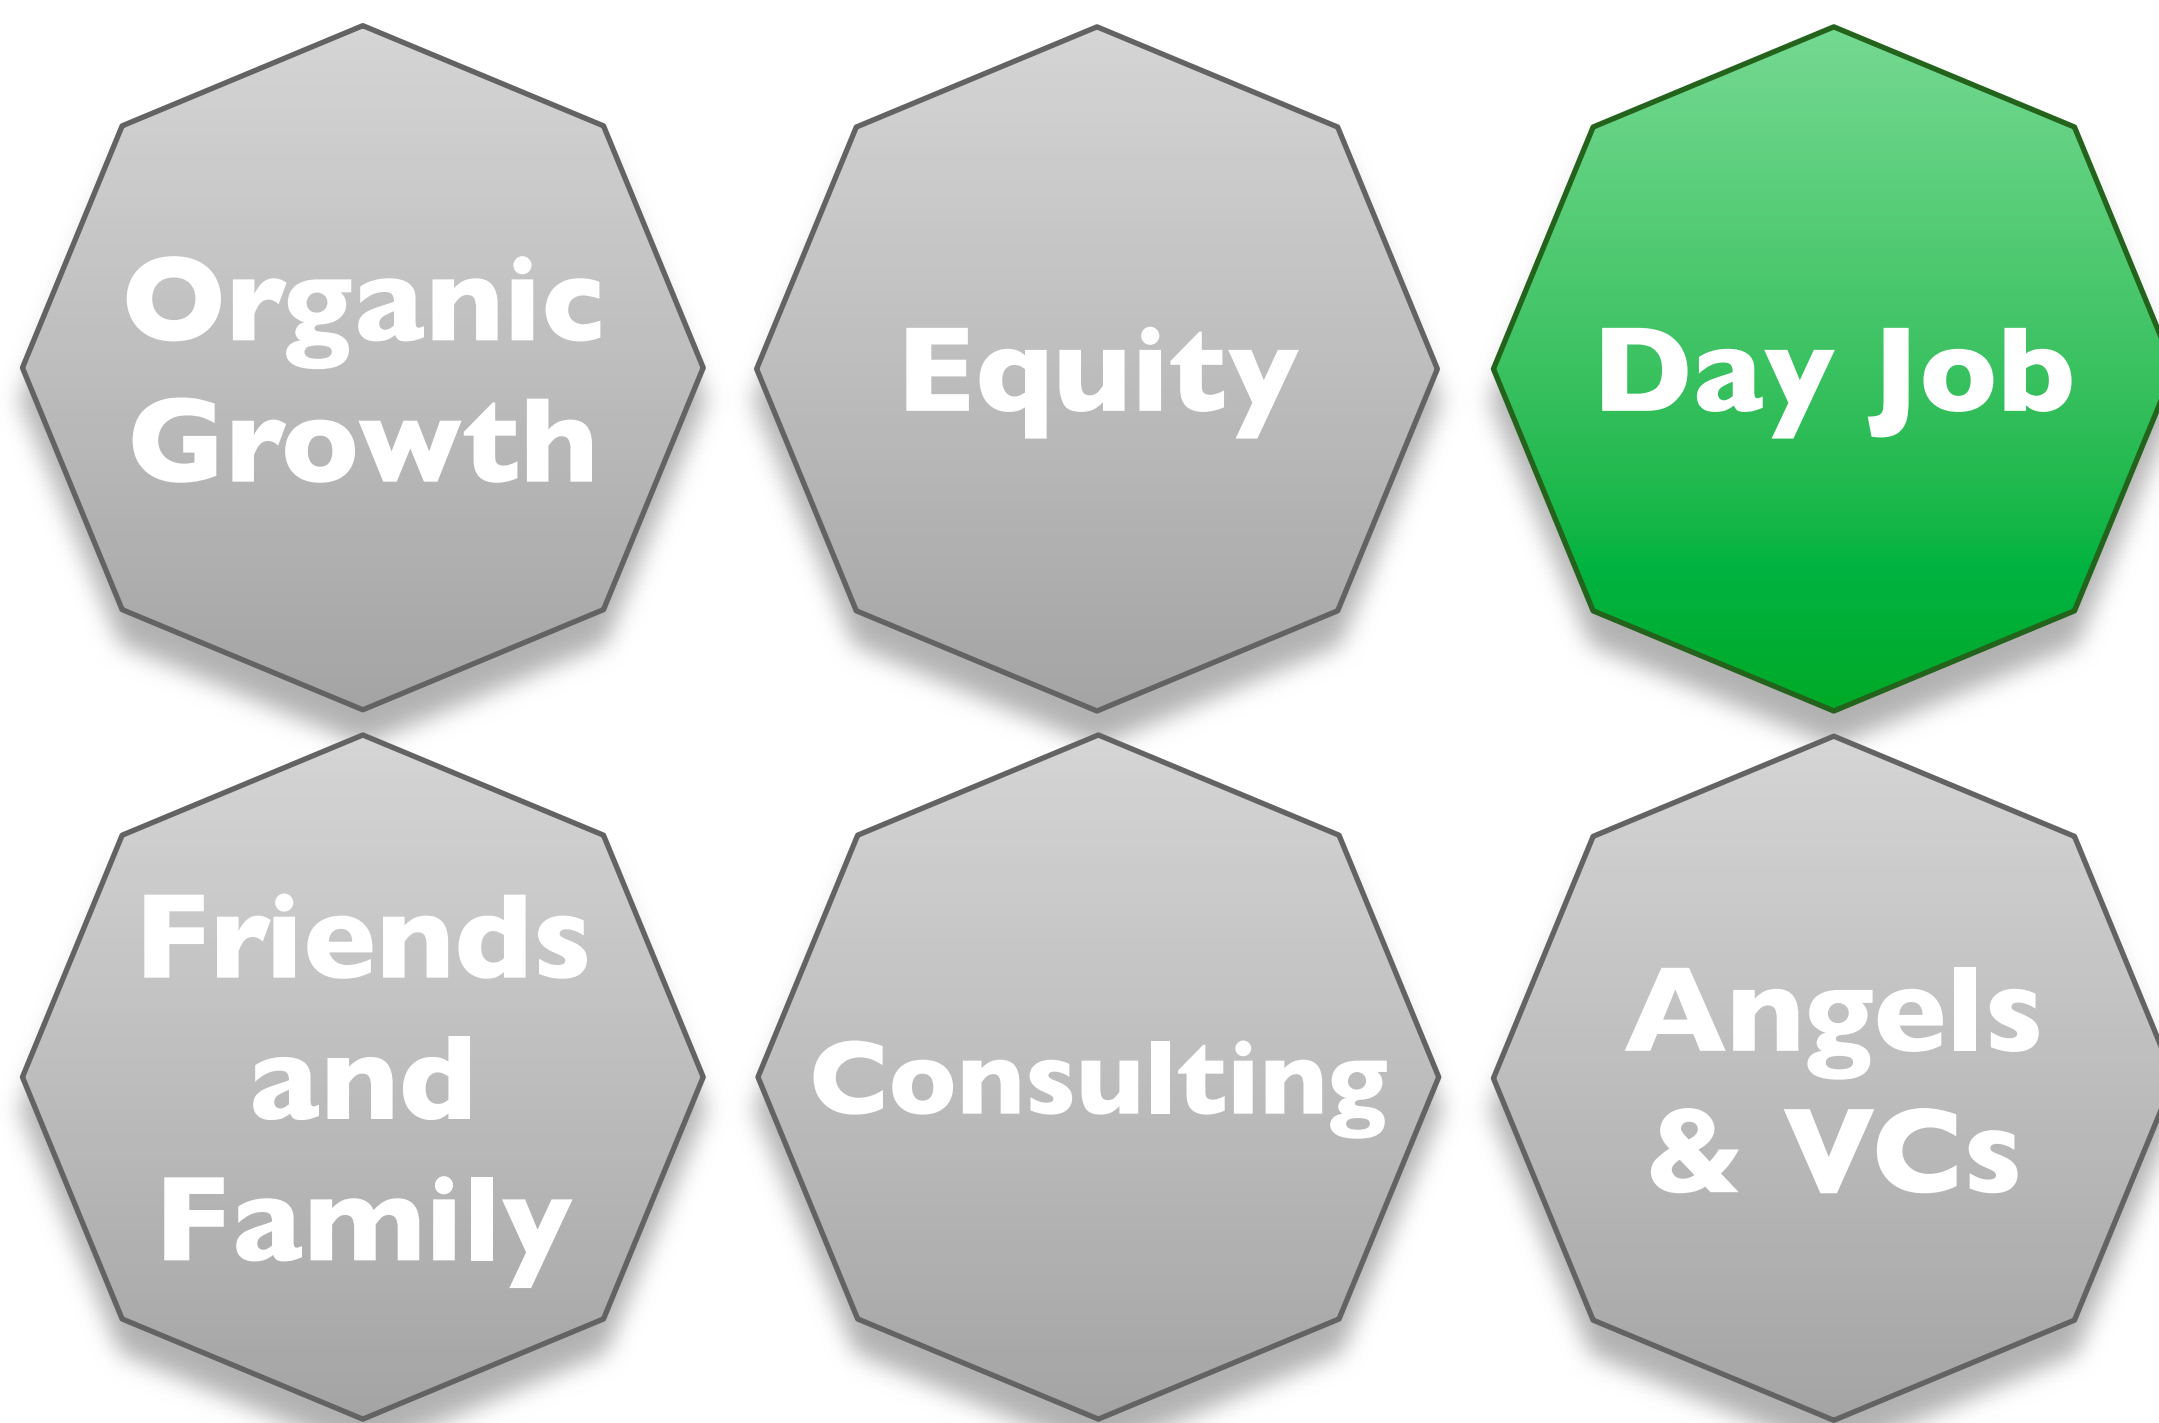 Organic
Growth
Equity
Day Job
Friends
and
Family
Consulting
Angels
& VCs